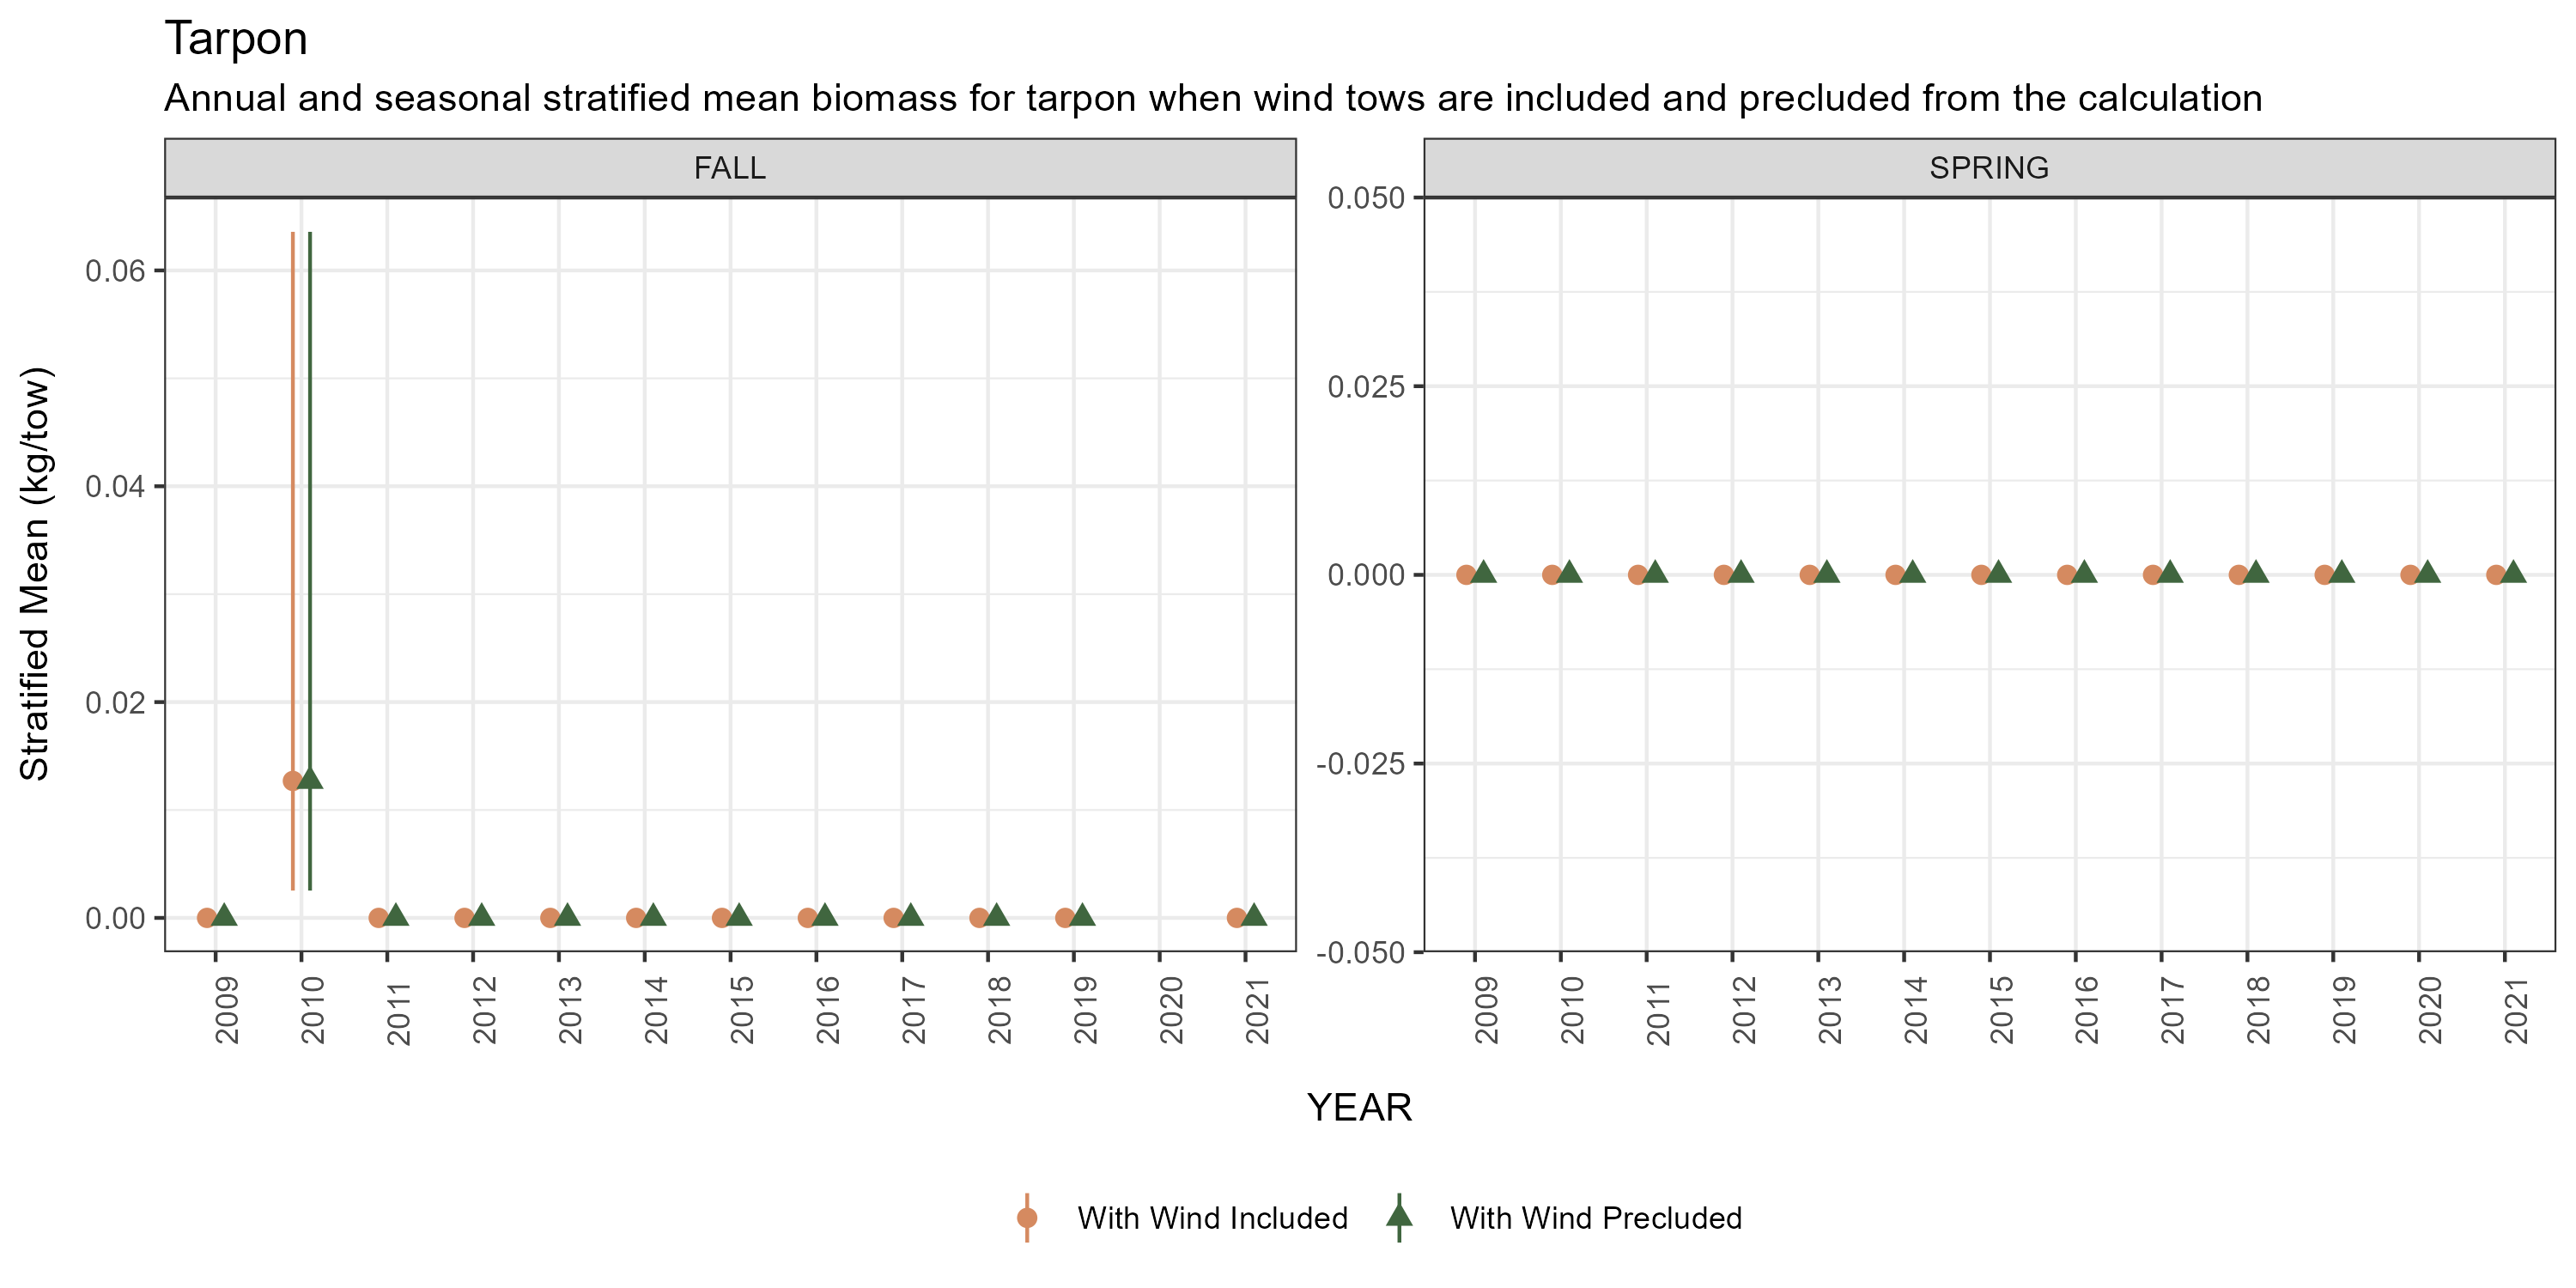 Tarpon
Annual and seasonal stratified mean biomass for tarpon when wind tows are included and precluded from the calculation
FALL
SPRING
Stratified Mean (kg/tow)
0.06
0.04
0.02
0.00
0.050
0.025
0.000
-0.025
-0.050
2009 2010 2011 2012 2013 2014 2015 2016 2017 2018 2019 2020 2021
2009 2010 2011 2012 2013 2014 2015 2016 2017 2018 2019 2020 2021
YEAR
With Wind Included With Wind Precluded